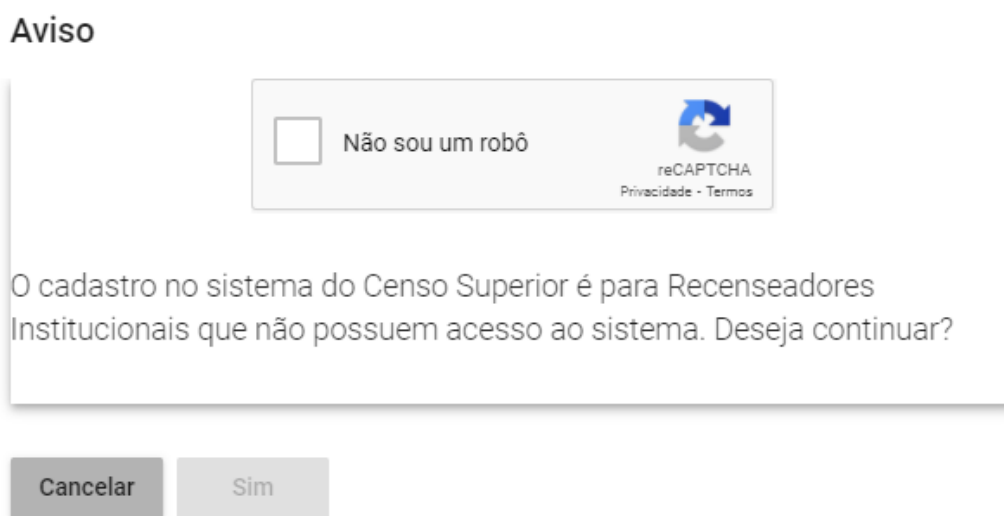 Aviso
Não sou um robô
reCAPTCHA
Privacidade - Termos
O cadastro no sistema do Censo Superior é para Recenseadores
Institucionais que não possuem acesso ao sistema. Deseja continuar?
Cancelar
Sim